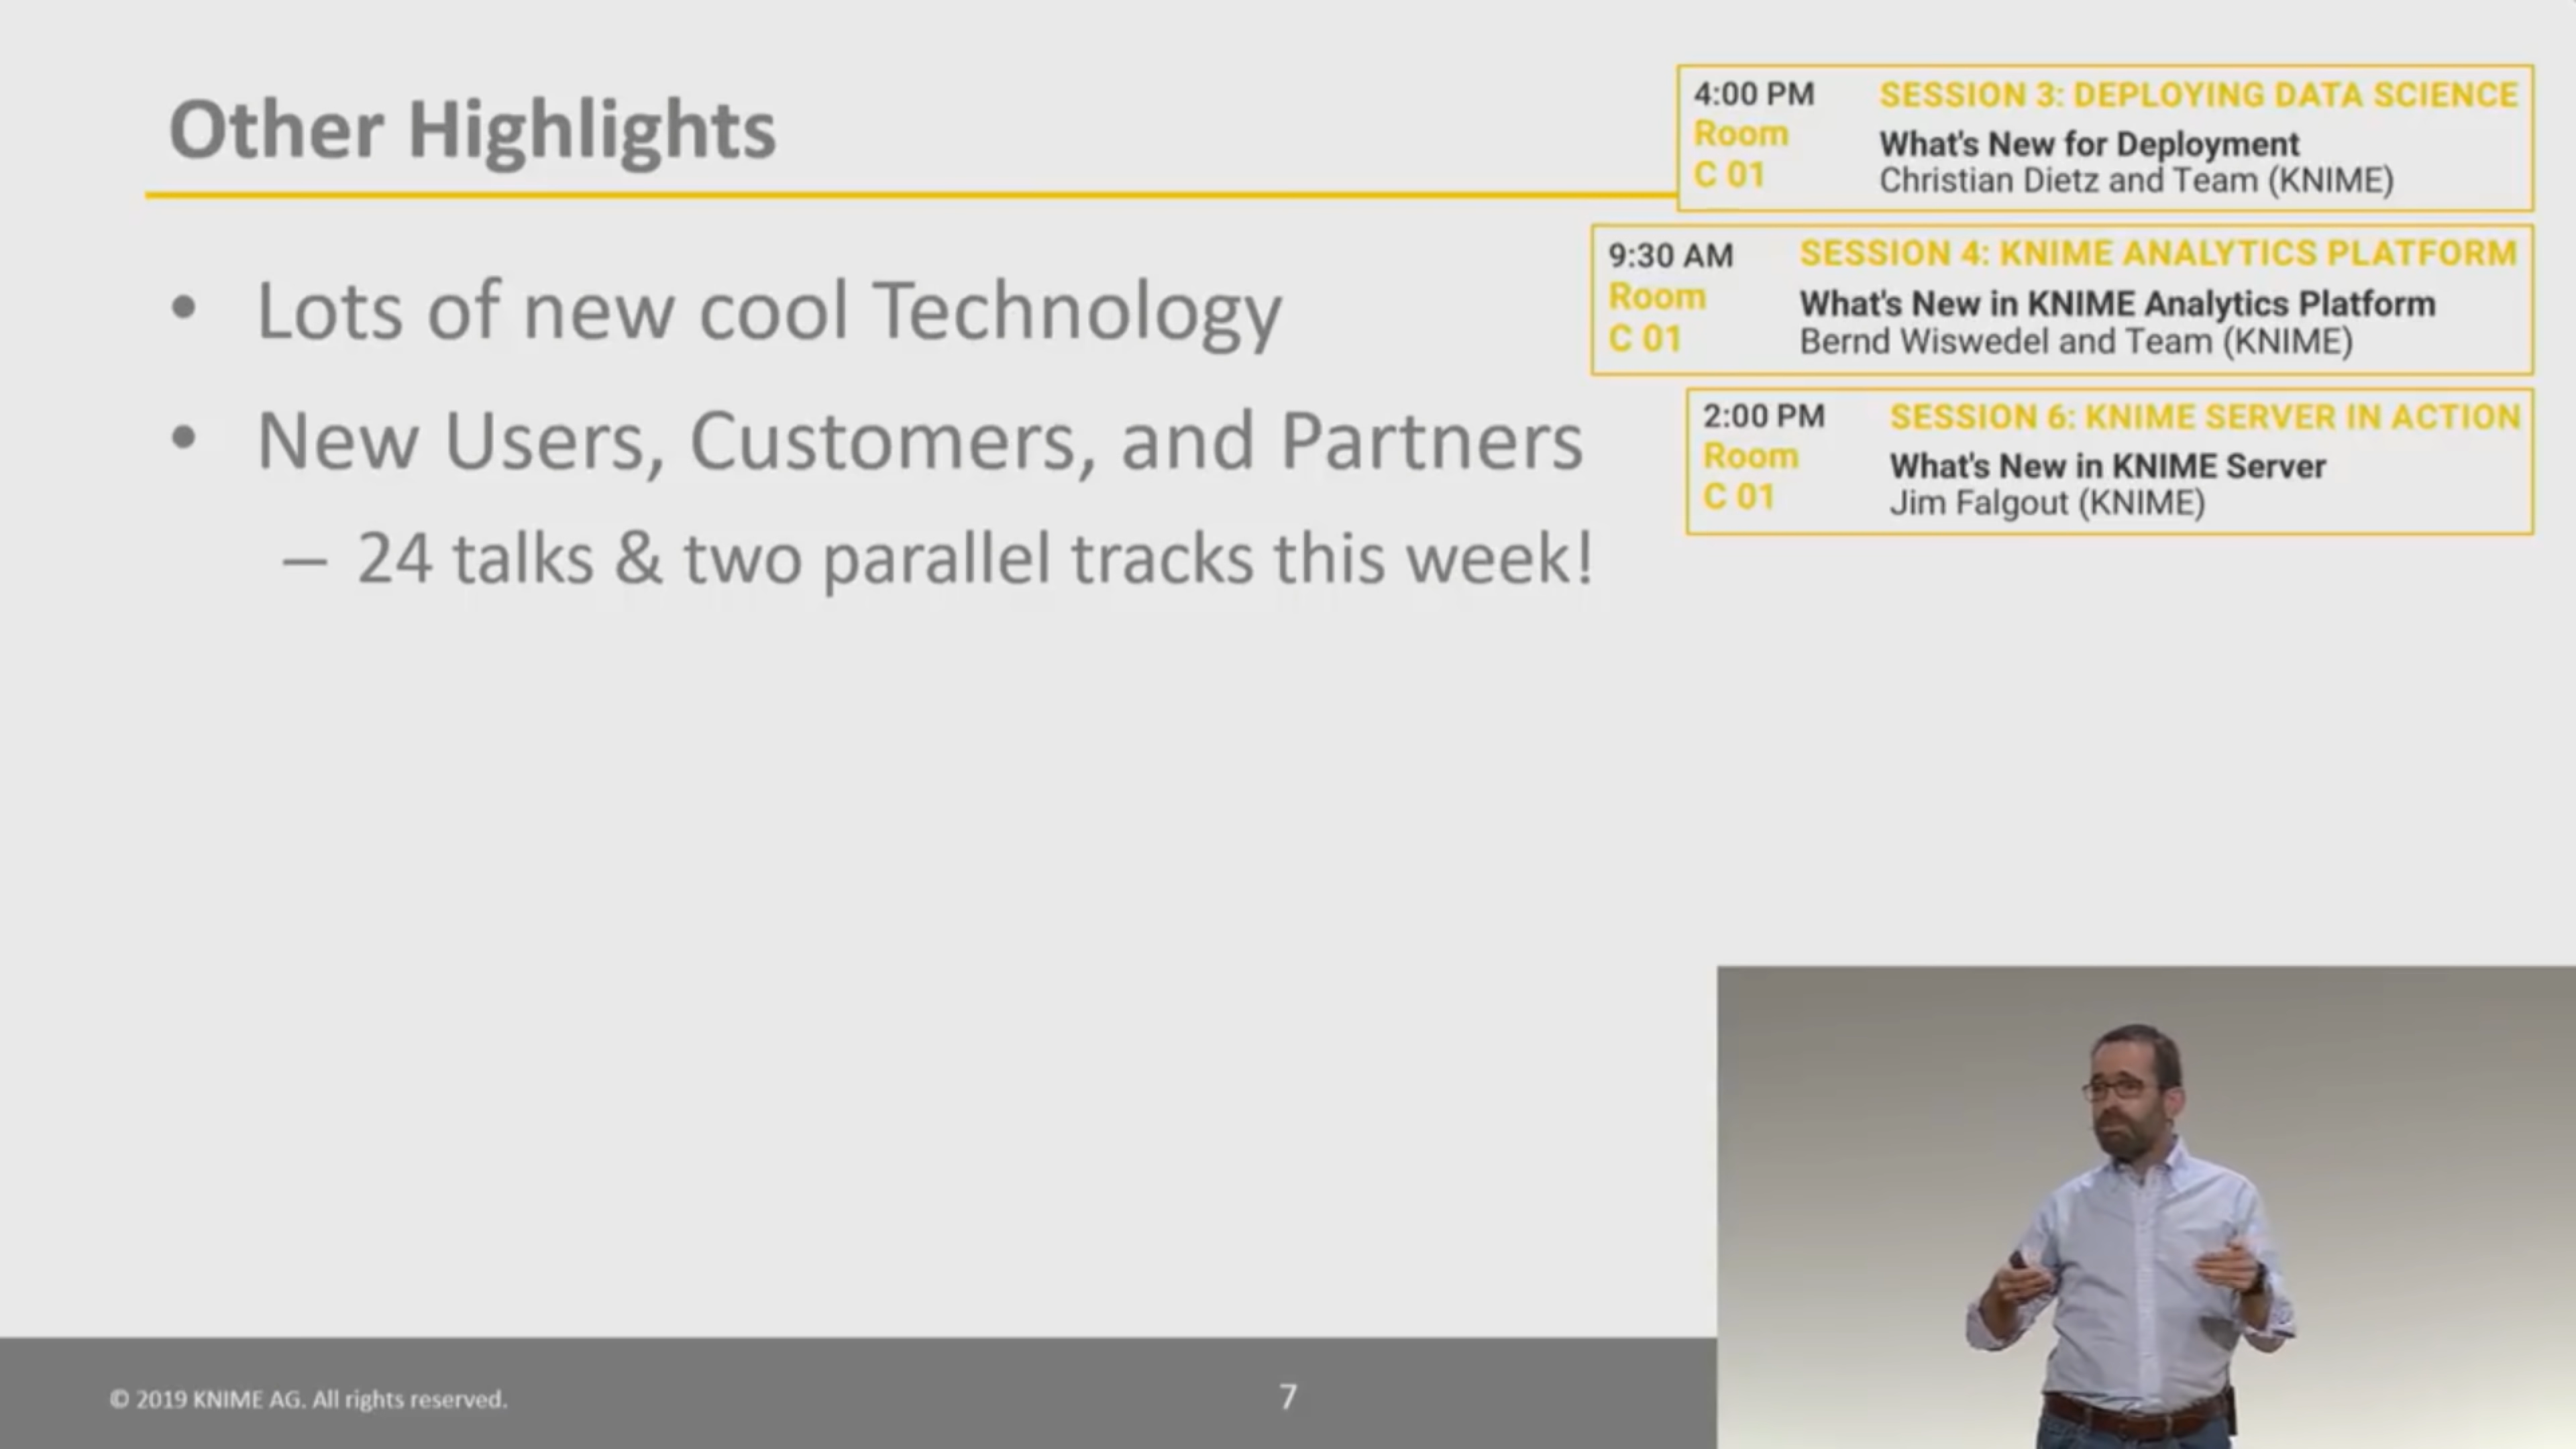 Other Highlights
• Lots of new cool Technology
• New Users, Customers, and Partners
– 24 talks & two parallel tracks this week!
4:00 PM
Room
C 01
SESSION 3: DEPLOYING DATA SCIENCE
What's New for Deployment
Christian Dietz and Team (KNIME)
9:30 AM
Room
C 01
SESSION 4: KNIME ANALYTICS PLATFORM
What's New in KNIME Analytics Platform
Bernd Wiswedel and Team (KNIME)
2:00 PM
Room
C 01
SESSION 6: KNIME SERVER IN ACTION
What's New in KNIME Server
Jim Falgout (KNIME)
© 2019 KNIME AG. All rights reserved.
7